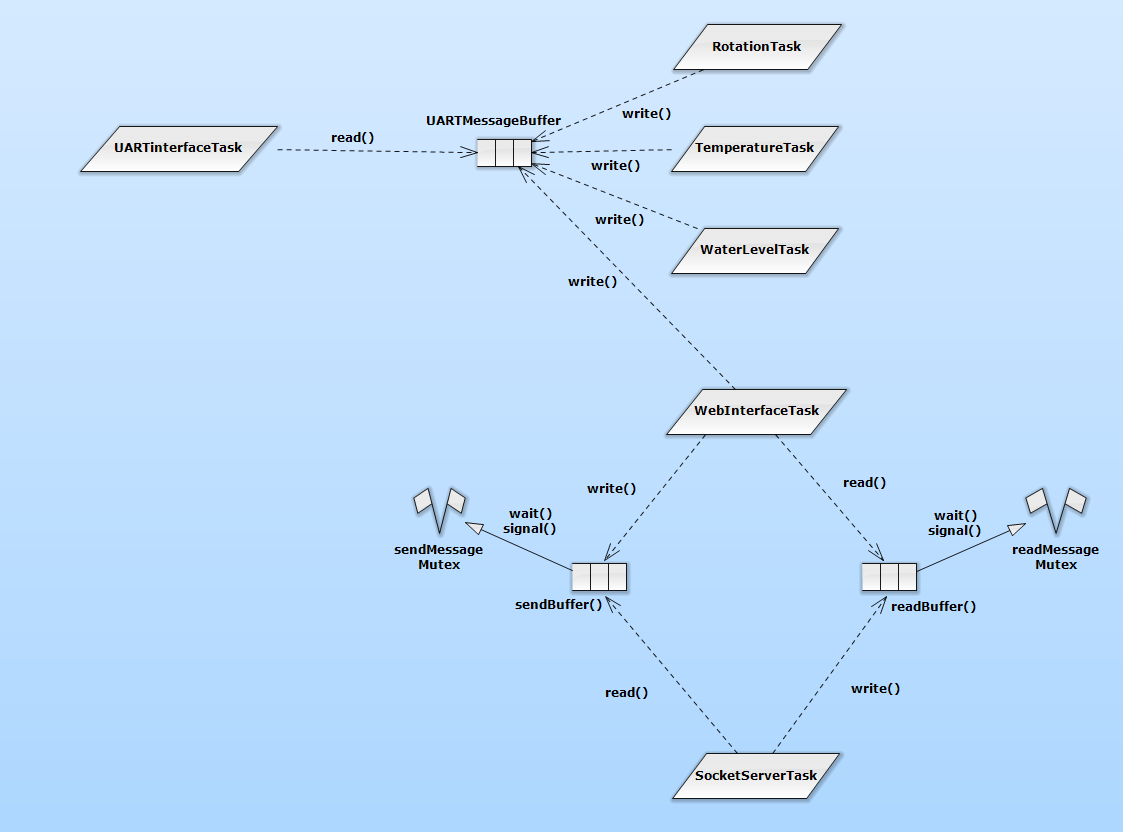 RotationTask
write()
UARTMessageBuffer
read()
UARTinterfaceTask
TemperatureTask
write()
write()
WaterLevelTask
write()
WebInterfaceTask
write()
read()
wait()
signal()
wait()
signal()
sendMessage
Mutex
readMessage
Mutex
sendBuffer()
readBuffer()
read()
write()
SocketServerTask